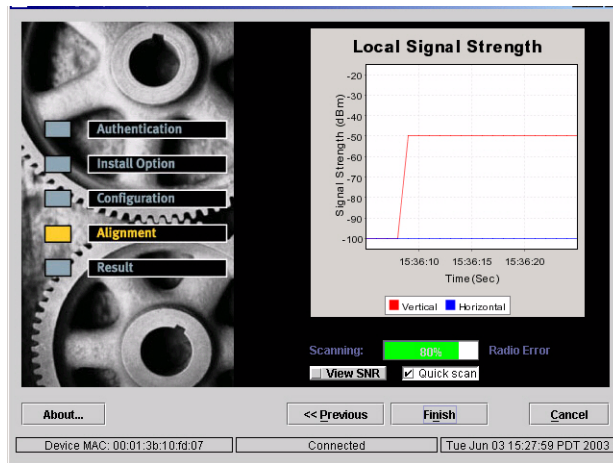 Authentication
Install Option
Configuration
Alignment
Result
Local Signal Strength
Signal Strength (dBm)
-20
-30
-40
-50
-60
-70
-80
-90
-100
15:36:10 15:36:15 15:36:20
Time(Sec)
Vertical Horizontal
Scanning: 80% Radio Error
View SNR Quick scan
About... << Previous Finish Cancel
Device MAC: 00:01:3b:10:fd:07 Connected Tue Jun 03 15:27:59 PDT 2003